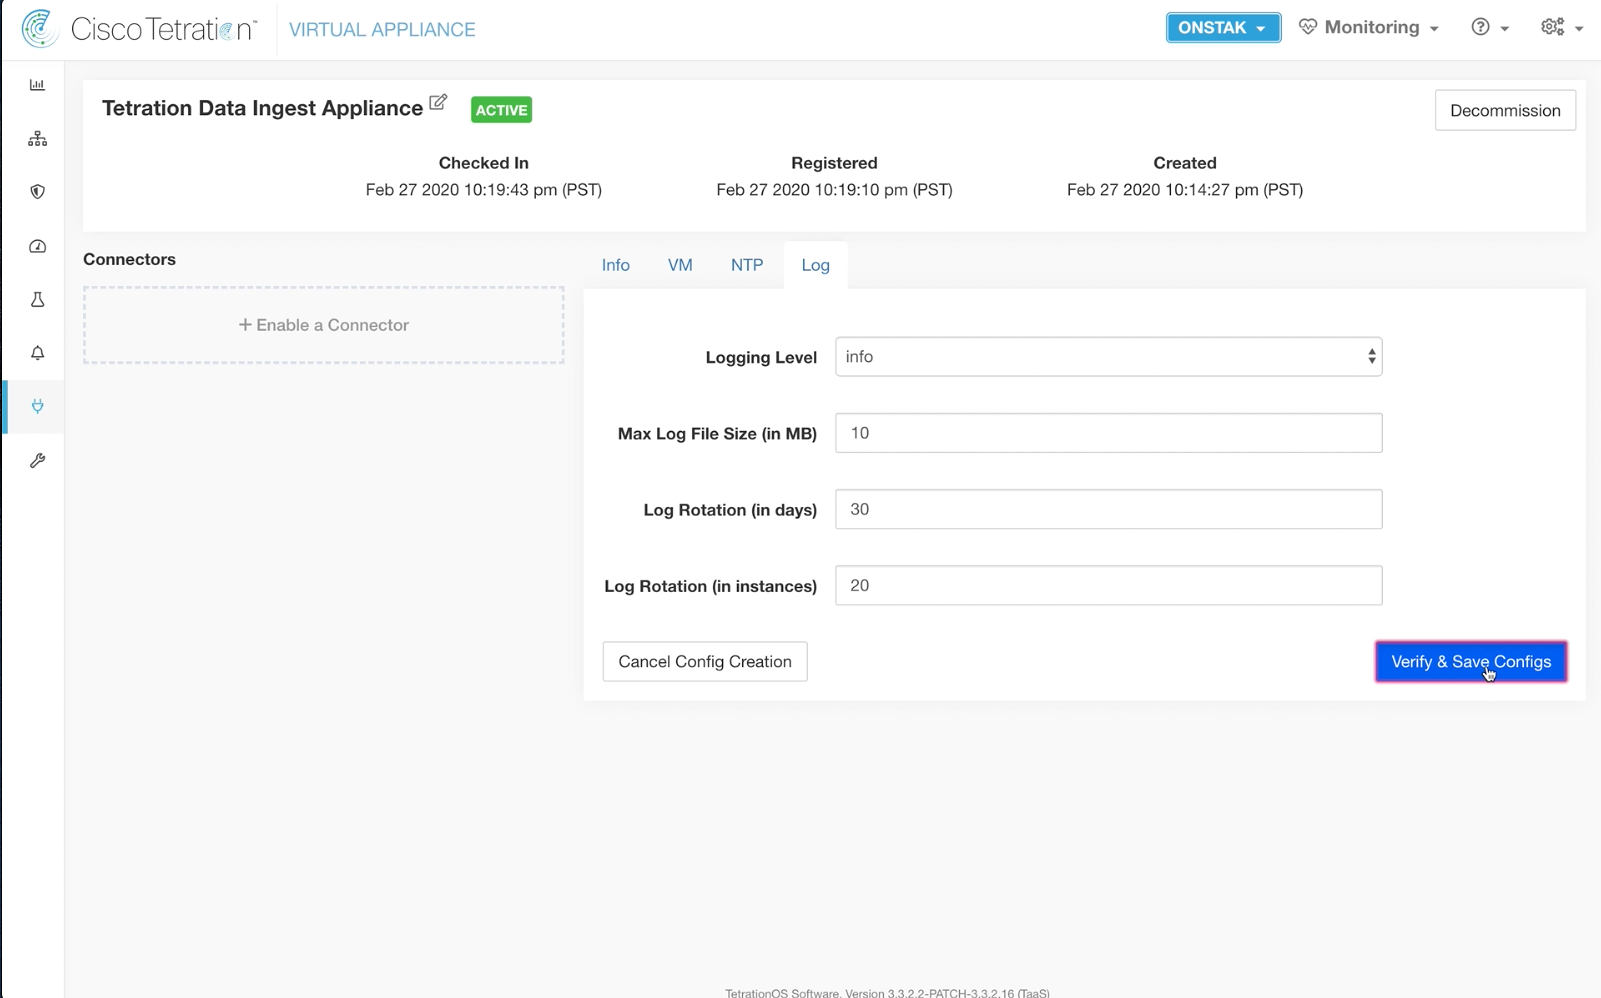 Cisco Tetration™ VIRTUAL APPLIANCE ONSTAK Monitoring
Tetration Data Ingest Appliance ACTIVE Decommission
Checked In Registered Created
Feb 27 2020 10:19:43 pm (PST) Feb 27 2020 10:19:10 pm (PST) Feb 27 2020 10:14:27 pm (PST)
Connectors
+ Enable a Connector
Info VM NTP Log
Logging Level info
Max Log File Size (in MB) 10
Log Rotation (in days) 30
Log Rotation (in instances) 20
Cancel Config Creation Verify & Save Configs
TetrationOS Software, Version 3.3.2.2-PATCH-3.3.2.16 (TaaS)